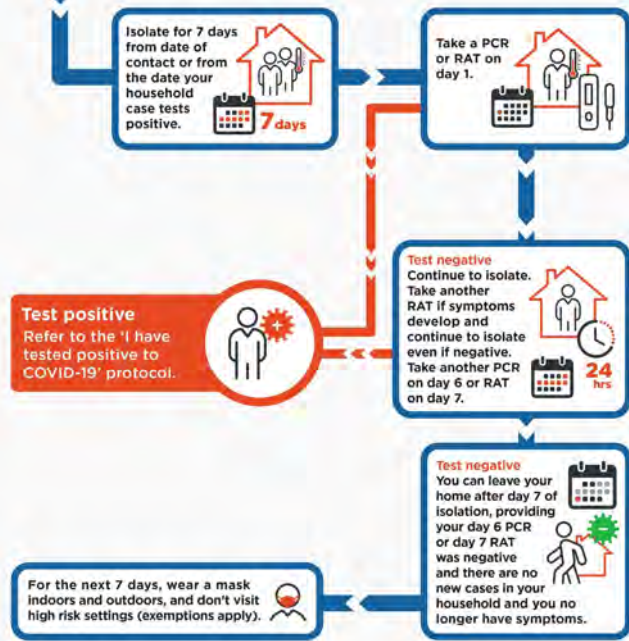 Isolate for 7 days
from date of
contact or from
the date your
household
case tests
positive.
7 days
Take a PCR
or RAT on
day 1.
Test negative
Continue to isolate.
Take another
RAT if symptoms
develop and
continue to isolate
even if negative.
Take another PCR
on day 6 or RAT
on day 7.
24
hrs
Test positive
Refer to the 'I have
tested positive to
COVID-19' protocol.
Test negative
You can leave your
home after day 7 of
isolation, providing
your day 6 PCR
or day 7 RAT
was negative
and there are no
new cases in your
household and you no
longer have symptoms.
For the next 7 days, wear a mask
indoors and outdoors, and don't visit
high risk settings (exemptions apply).